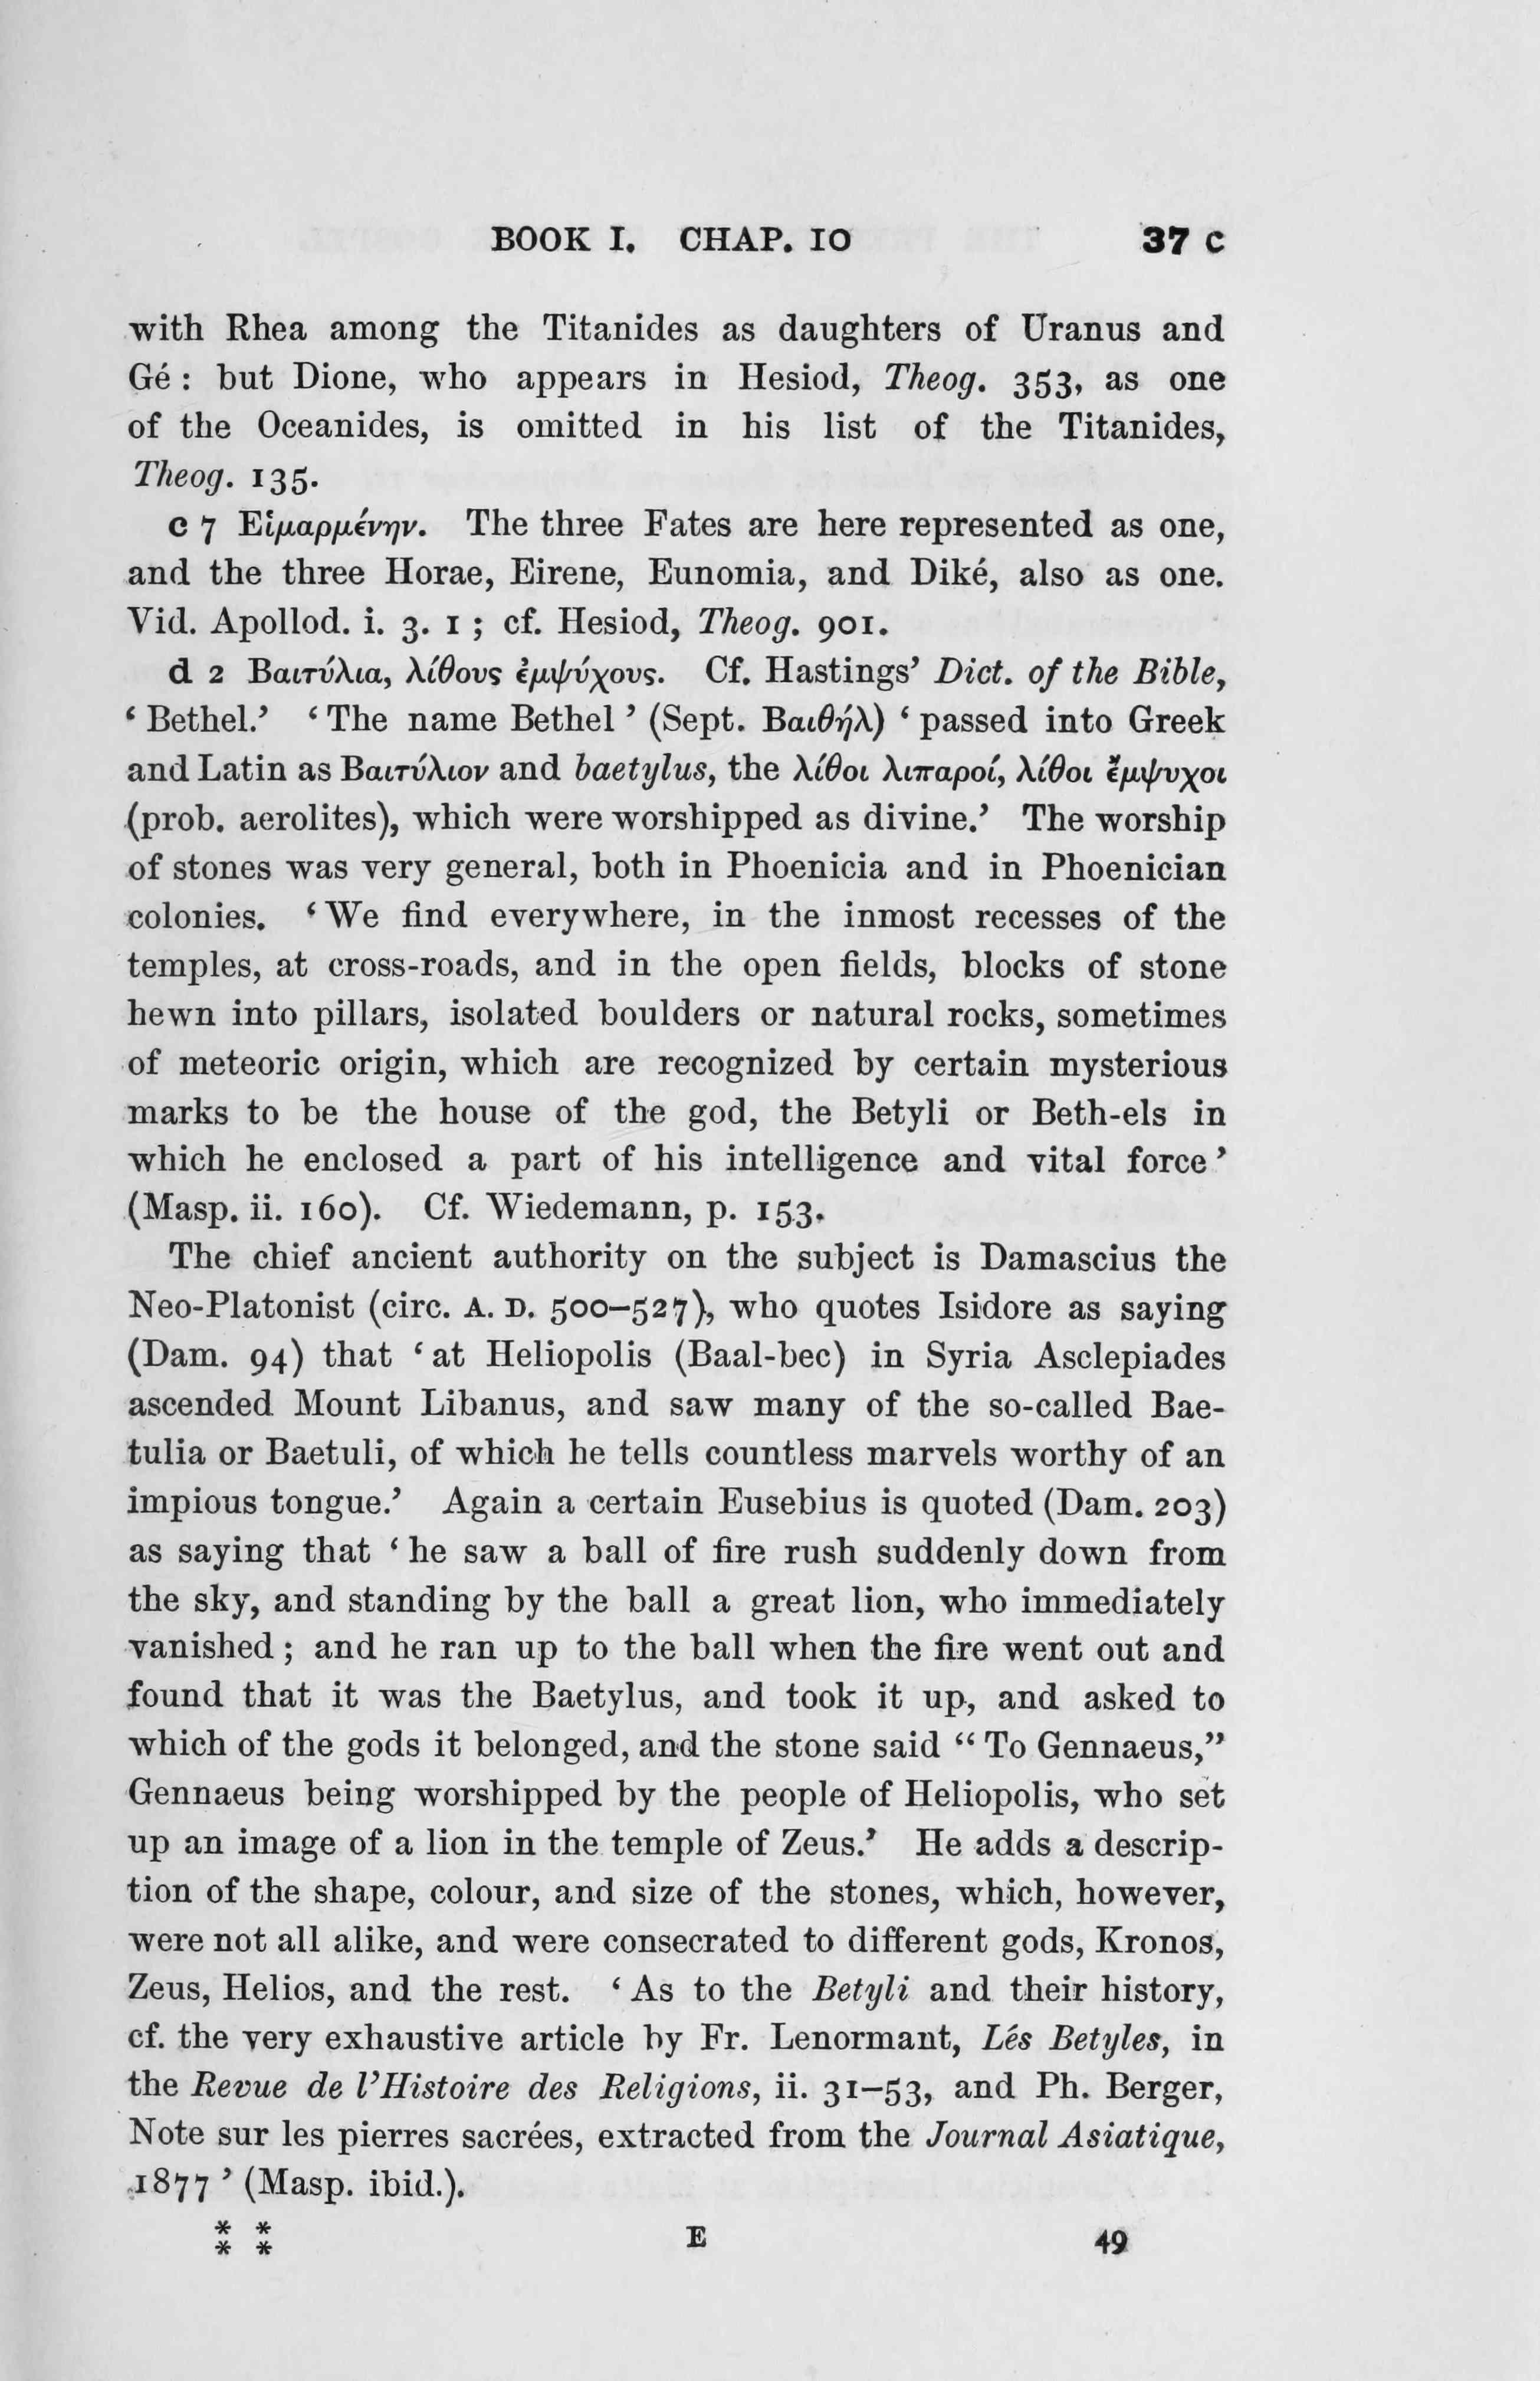 BOOK I. CHAP. 10 37 c
with Rhea among the Titanides as daughters of Uranus and
Gé : but Dione, who appears in Hesiod, Theog. 353, as one
of the Oceanides, is omitted in his list of the Titanides,
Theog. 135.
c 7 Εἱμαρμένην. The three Fates are here represented as one,
and the three Horae, Eirene, Eunomia, and Diké, also as one.
Vid. Apollod. i. 3. 1 ; cf. Hesiod, Theog. 901.
d 2 Βαιτύλια, λίθους ἐμψύχους. Cf. Hastings’ Dict. of the Bible,
‘ Bethel.’ ‘ The name Bethel ’ (Sept. Βαιθήλ) ‘ passed into Greek
and Latin as Βαιτύλιον and baetylus, the λίθοι λιπαροί, λίθοι ἔμψυχοι
(prob. aerolites), which were worshipped as divine.’ The worship
of stones was very general, both in Phoenicia and in Phoenician
colonies. ‘ We find everywhere, in the inmost recesses of the
temples, at cross-roads, and in the open fields, blocks of stone
hewn into pillars, isolated boulders or natural rocks, sometimes
of meteoric origin, which are recognized by certain mysterious
marks to be the house of the god, the Betyli or Beth-els in
which he enclosed a part of his intelligence and vital force ’
(Masp. ii. 160). Cf. Wiedemann, p. 153.
The chief ancient authority on the subject is Damascius the
Neo-Platonist (circ. A. D. 500–527), who quotes Isidore as saying
(Dam. 94) that ‘ at Heliopolis (Baal-bec) in Syria Asclepiades
ascended Mount Libanus, and saw many of the so-called Bae-
tulia or Baetuli, of which he tells countless marvels worthy of an
impious tongue.’ Again a certain Eusebius is quoted (Dam. 203)
as saying that ‘ he saw a ball of fire rush suddenly down from
the sky, and standing by the ball a great lion, who immediately
vanished ; and he ran up to the ball when the fire went out and
found that it was the Baetylus, and took it up, and asked to
which of the gods it belonged, and the stone said “ To Gennaeus,”
Gennaeus being worshipped by the people of Heliopolis, who set
up an image of a lion in the temple of Zeus.’ He adds a descrip-
tion of the shape, colour, and size of the stones, which, however,
were not all alike, and were consecrated to different gods, Kronos,
Zeus, Helios, and the rest. ‘ As to the Betyli and their history,
cf. the very exhaustive article by Fr. Lenormant, Lés Betyles, in
the Revue de l’Histoire des Religions, ii. 31–53, and Ph. Berger,
Note sur les pierres sacrées, extracted from the Journal Asiatique,
1877 ’ (Masp. ibid.).
* * E 49
* *